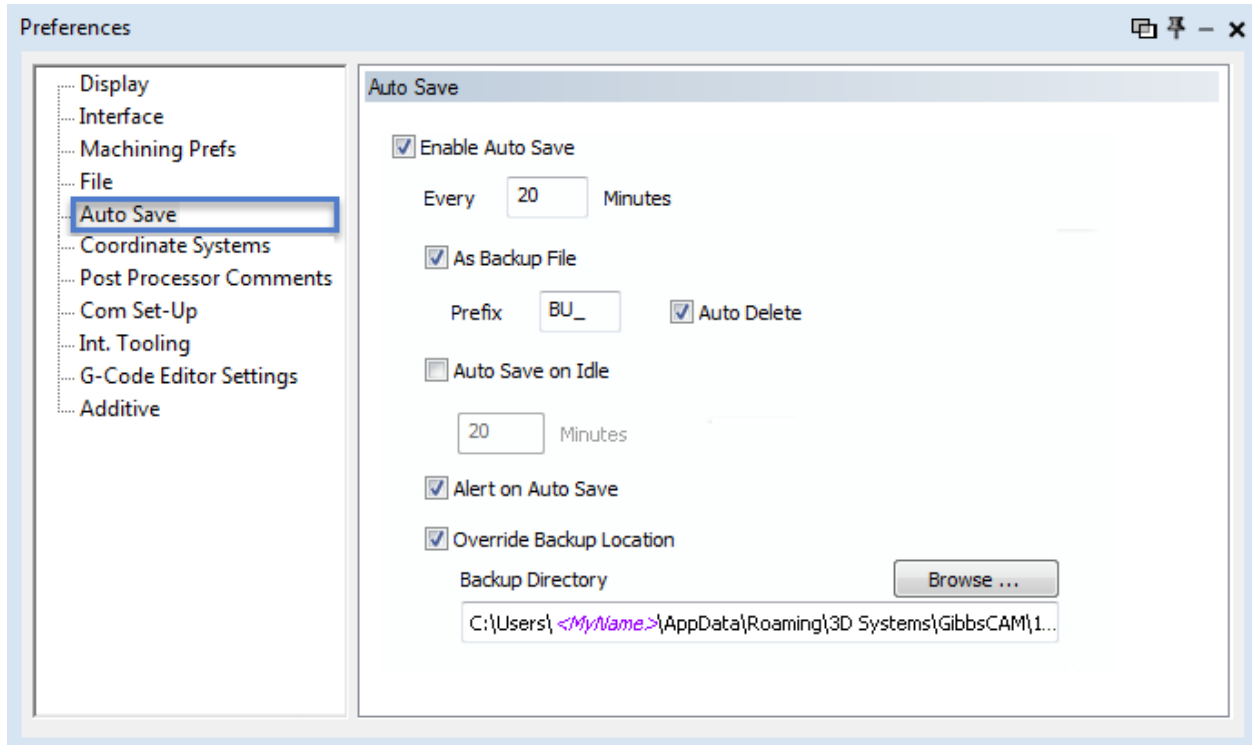 Preferences
Display
Interface
Machining Prefs
File
Auto Save
Coordinate Systems
Post Processor Comments
Com Set-Up
Int. Tooling
G-Code Editor Settings
Additive
Auto Save
Enable Auto Save
Every 20 Minutes
As Backup File
Prefix BU_ Auto Delete
Auto Save on Idle
20 Minutes
Alert on Auto Save
Override Backup Location
Backup Directory Browse ...
C:\Users\ <MyName>\AppData\Roaming\3D Systems\GibbsCAM\1...